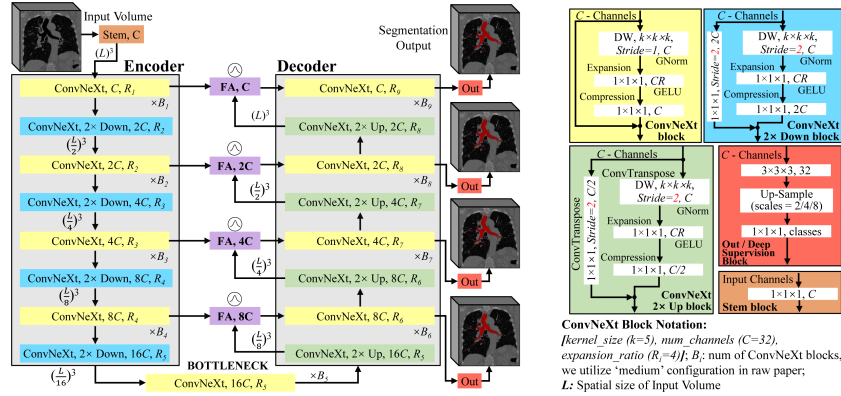 Input Volume
Stem, C
(L)³
Segmentation
Output
Encoder
Decoder
ConvNeXt, C, R₁
×B₁
FA, C
ConvNeXt, C, R₉
×B₉
Out
ConvNeXt, 2× Down, 2C, R₂
(L)³
ConvNeXt, 2× Up, 2C, R₈
(L/2)³
ConvNeXt, 2C, R₂
×B₂
FA, 2C
ConvNeXt, 2C, R₈
×B₈
Out
ConvNeXt, 2× Down, 4C, R₃
(L/2)³
ConvNeXt, 2× Up, 4C, R₇
(L/4)³
ConvNeXt, 4C, R₃
×B₃
FA, 4C
ConvNeXt, 4C, R₇
×B₇
Out
ConvNeXt, 2× Down, 8C, R₄
(L/4)³
ConvNeXt, 2× Up, 8C, R₆
(L/8)³
ConvNeXt, 8C, R₄
×B₄
FA, 8C
ConvNeXt, 8C, R₆
×B₆
Out
ConvNeXt, 2× Down, 16C, R₅
(L/8)³
ConvNeXt, 2× Up, 16C, R₅
(L/16)³
BOTTLENECK
ConvNeXt, 16C, R₅
×B₅
C - Channels
DW, k×k×k,
Stride=1, C
GNorm
Expansion
1×1×1, CR
GELU
Compression
1×1×1, C
ConvNeXt
block
C - Channels
1×1×1, Stride=2, 2C
DW, k×k×k,
Stride=2, C
GNorm
Expansion
1×1×1, CR
GELU
Compression
1×1×1, 2C
ConvNeXt
2× Down block
C - Channels
ConvTranspose
1×1×1, Stride=2, C/2
ConvTranspose
DW, k×k×k,
Stride=2, C
GNorm
Expansion
1×1×1, CR
GELU
Compression
1×1×1, C/2
ConvNeXt
2× Up block
C - Channels
3×3×3, 32
Up-Sample
(scales = 2/4/8)
1×1×1, classes
Out / Deep
Supervision
Block
Input Channels
1×1×1, C
Stem block
ConvNeXt Block Notation:
[kernel_size (k=5), num_channels (C=32),
expansion_ratio (Rᵢ=4)]; Bᵢ: num of ConvNeXt blocks,
we utilize 'medium' configuration in raw paper;
L: Spatial size of Input Volume